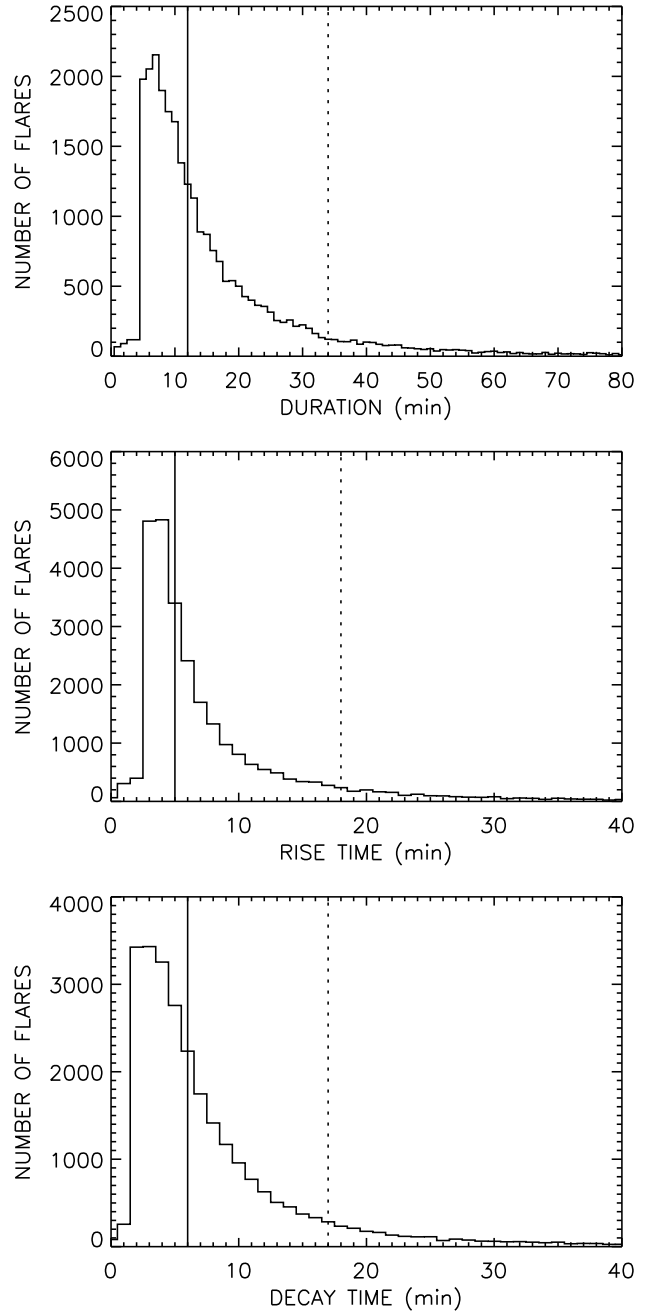 2500
2000
1500
1000
500
0
NUMBER OF FLARES
0 10 20 30 40 50 60 70 80
DURATION (min)
6000
5000
4000
3000
2000
1000
0
NUMBER OF FLARES
0 10 20 30 40
RISE TIME (min)
4000
3000
2000
1000
0
NUMBER OF FLARES
0 10 20 30 40
DECAY TIME (min)